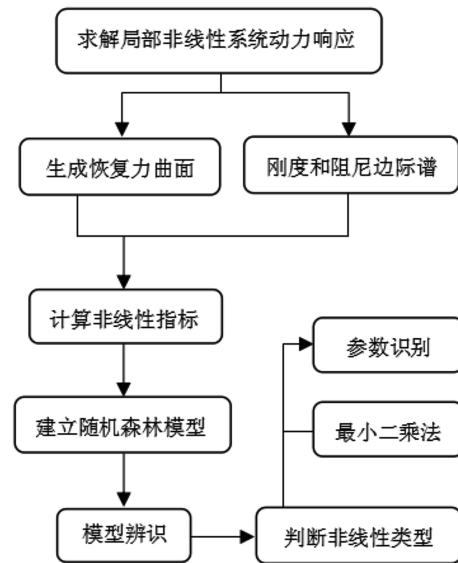 求解局部非线性系统动力响应
生成恢复力曲面
刚度和阻尼边际谱
计算非线性指标
参数识别
建立随机森林模型
最小二乘法
模型辨识
判断非线性类型